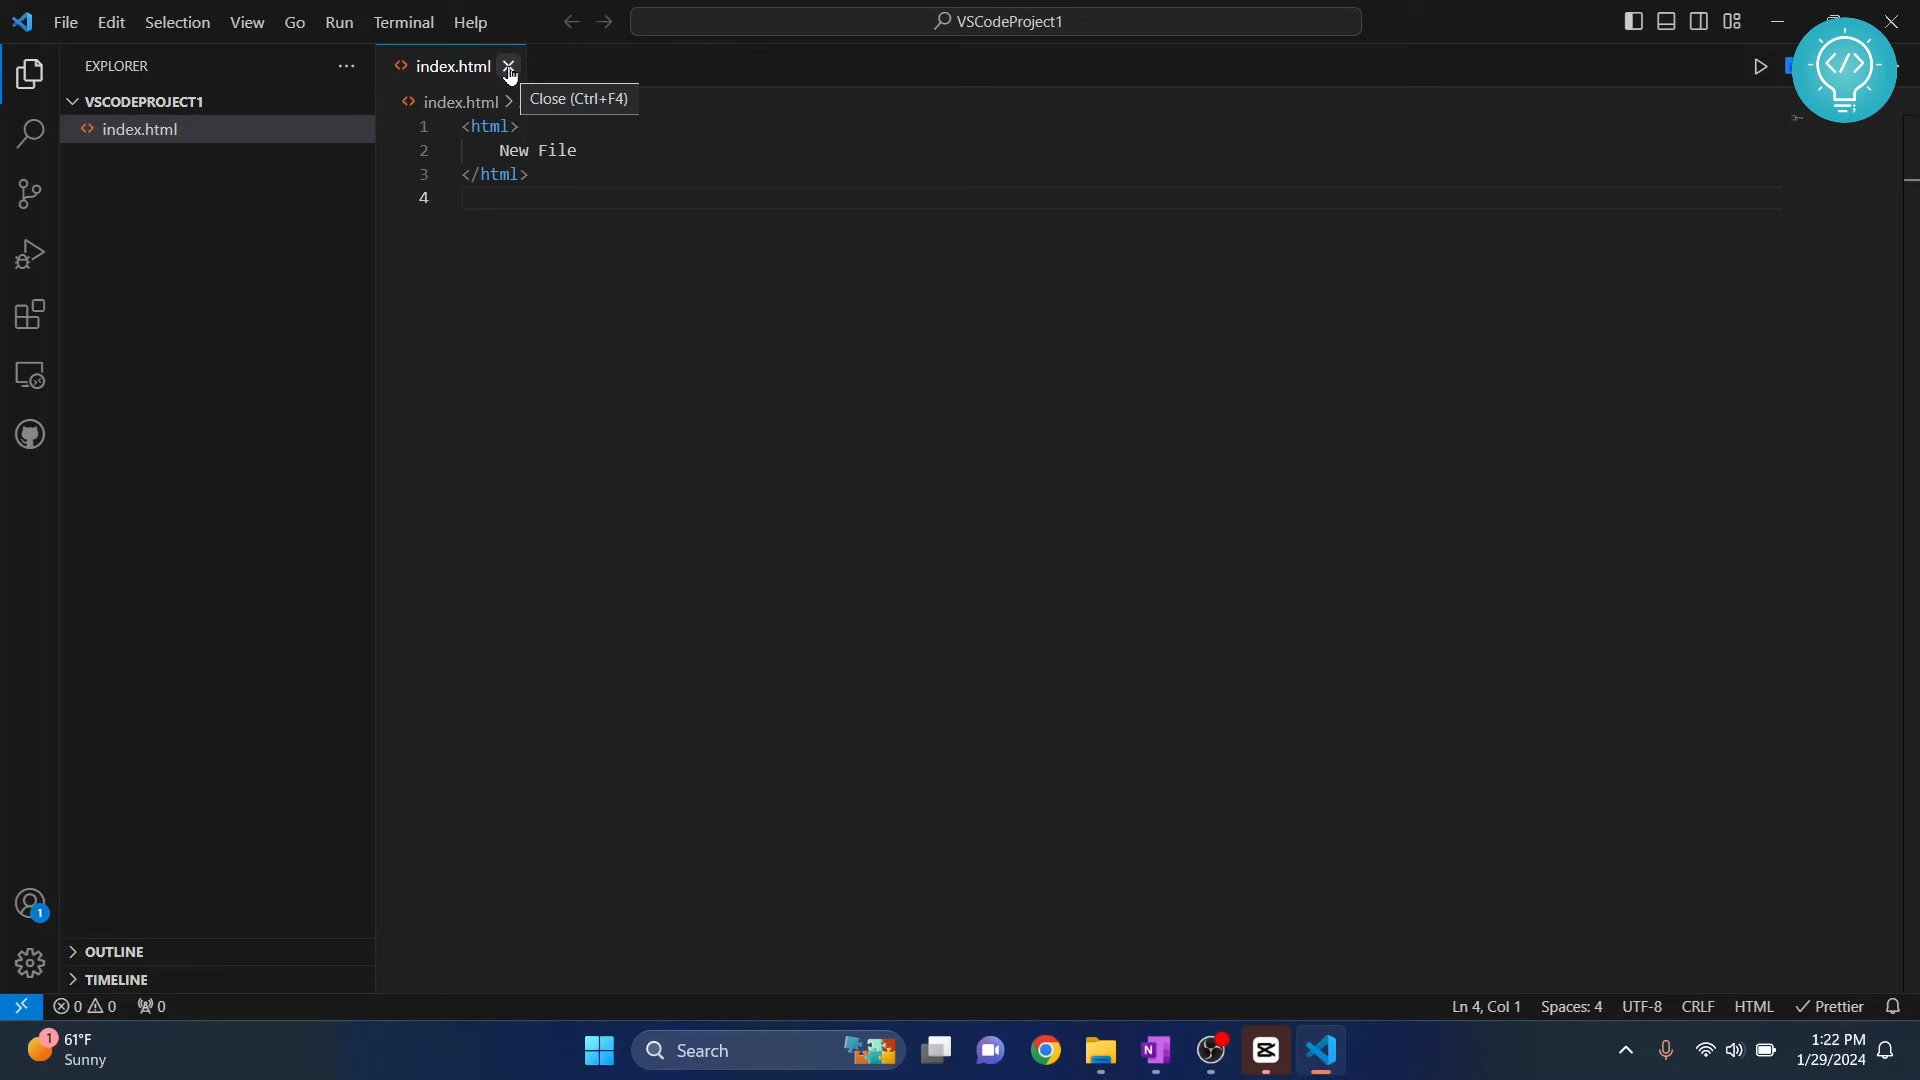 File Edit Selection View Go Run Terminal Help
VSCodeProject1
EXPLORER
VSCODEPROJECT1
index.html
OUTLINE
TIMELINE
index.html
Close (Ctrl+F4)
index.html >
1 <html>
2 New File
3 </html>
4
1
0 0 0
Ln 4, Col 1 Spaces: 4 UTF-8 CRLF HTML Prettier
1
61°F
Sunny
Search
N
1:22 PM
1/29/2024
</>